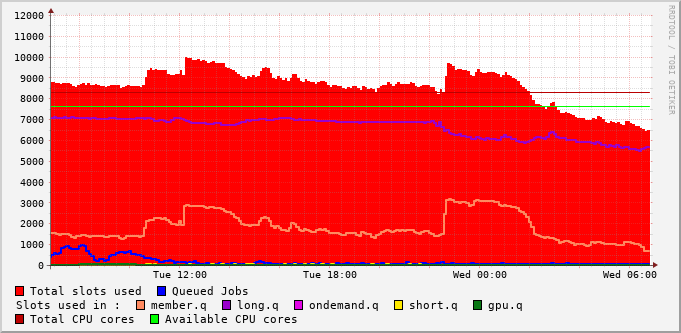 12000
11000
10000
9000
8000
7000
6000
5000
4000
3000
2000
1000
0
Tue 12:00 Tue 18:00 Wed 00:00 Wed 06:00
RRDTOOL / TOBI OETIKER
Total slots used Queued Jobs
Slots used in : member.q long.q ondemand.q short.q gpu.q
Total CPU cores Available CPU cores